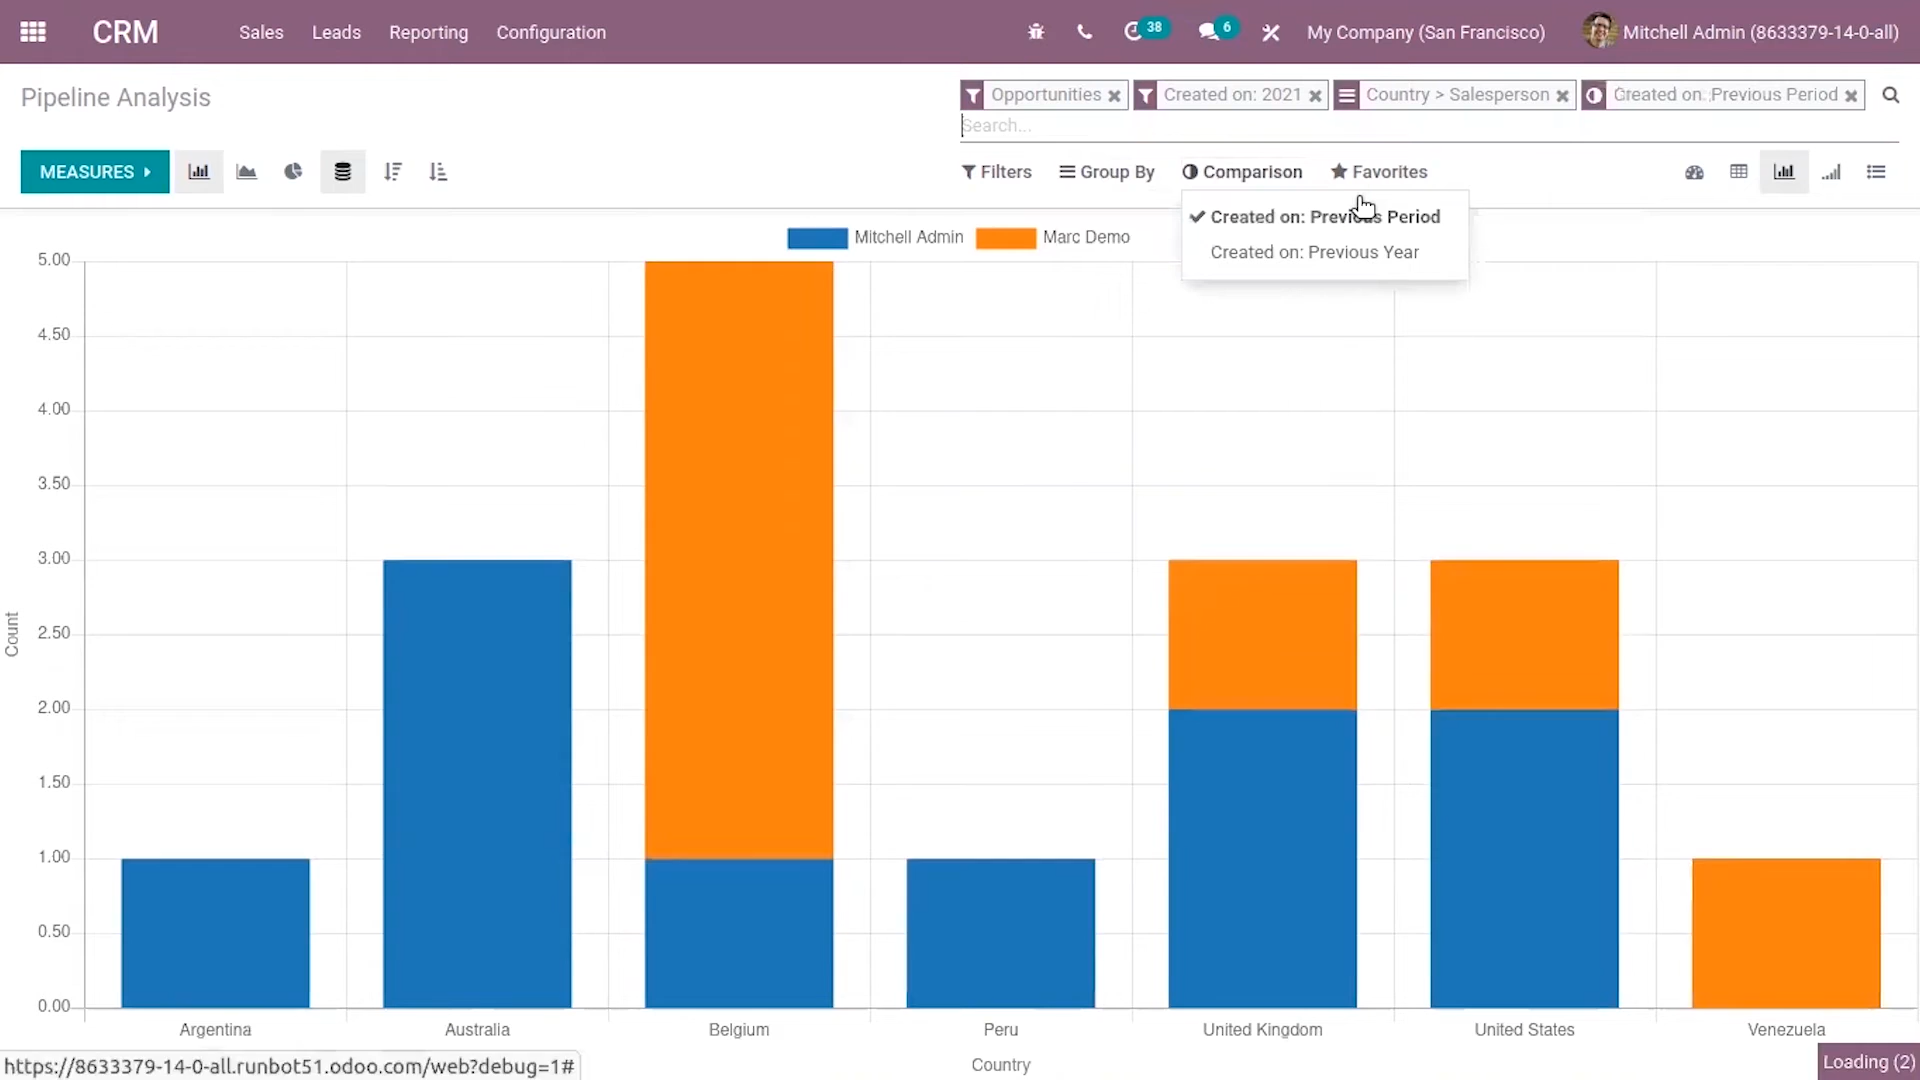 CRM Sales Leads Reporting Configuration 38 6 My Company (San Francisco) Mitchell Admin (8633379-14-0-all)
Pipeline Analysis
Opportunities Created on: 2021 Country > Salesperson Created on: Previous Period
Search...
MEASURES Filters Group By Comparison Favorites
Created on: Previous Period
Created on: Previous Year
Mitchell Admin Marc Demo
5.00
4.50
4.00
3.50
3.00
2.50
2.00
1.50
1.00
0.50
0.00
Count
Argentina Australia Belgium Peru United Kingdom United States Venezuela
Country
https://8633379-14-0-all.runbot51.odoo.com/web?debug=1#
Loading (2)